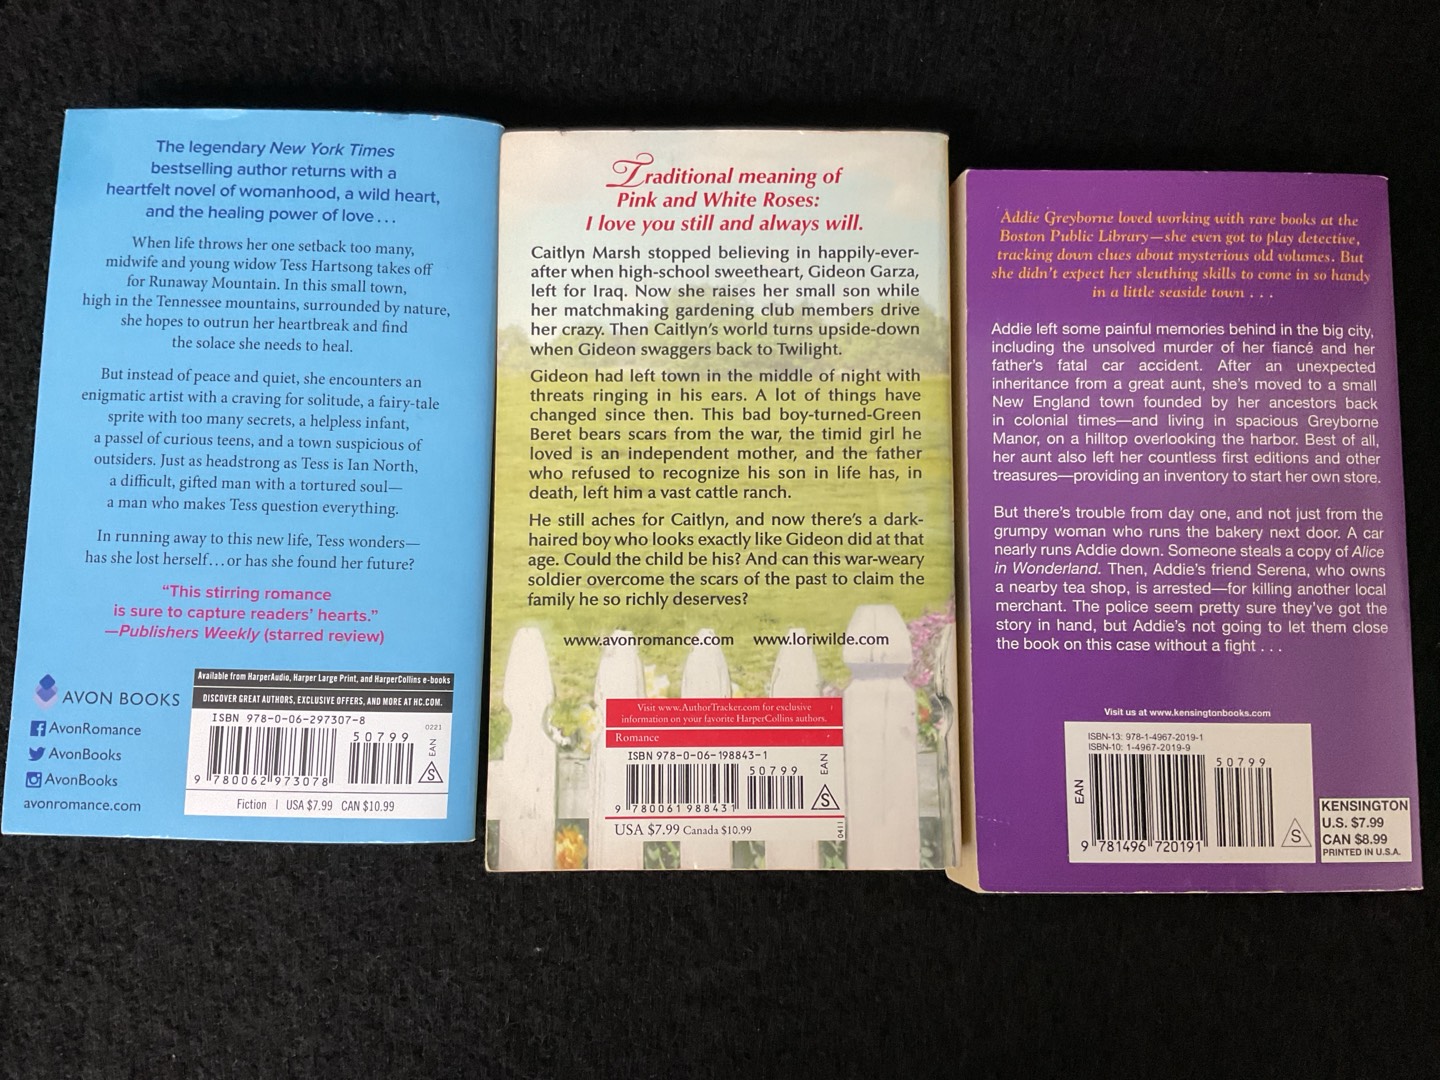 The legendary New York Times
bestselling author returns with a
heartfelt novel of womanhood, a wild heart,
and the healing power of love...
When life throws her one setback too many,
midwife and young widow Tess Hartsong takes off
for Runaway Mountain. In this small town,
high in the Tennessee mountains, surrounded by nature,
she hopes to outrun her heartbreak and find
the solace she needs to heal.
But instead of peace and quiet, she encounters an
enigmatic artist with a craving for solitude, a fairy-tale
sprite with too many secrets, a helpless infant,
a passel of curious teens, and a town suspicious of
outsiders. Just as headstrong as Tess is Ian North,
a difficult, gifted man with a tortured soul—
a man who makes Tess question everything.
In running away to this new life, Tess wonders—
has she lost herself...or has she found her future?
"This stirring romance
is sure to capture readers' hearts."
—Publishers Weekly (starred review)
AVON BOOKS
AvonRomance
AvonBooks
AvonBooks
avonromance.com
Available from HarperAudio, Harper Large Print, and HarperCollins e-books
DISCOVER GREAT AUTHORS, EXCLUSIVE OFFERS, AND MORE AT HC.COM.
ISBN 978-0-06-297307-8
0221
50799
EAN
9 780062 973078
S
Fiction | USA $7.99 CAN $10.99
Traditional meaning of
Pink and White Roses:
I love you still and always will.
Caitlyn Marsh stopped believing in happily-ever-
after when high-school sweetheart, Gideon Garza,
left for Iraq. Now she raises her small son while
her matchmaking gardening club members drive
her crazy. Then Caitlyn's world turns upside-down
when Gideon swaggers back to Twilight.
Gideon had left town in the middle of night with
threats ringing in his ears. A lot of things have
changed since then. This bad boy-turned-Green
Beret bears scars from the war, the timid girl he
loved is an independent mother, and the father
who refused to recognize his son in life has, in
death, left him a vast cattle ranch.
He still aches for Caitlyn, and now there's a dark-
haired boy who looks exactly like Gideon did at that
age. Could the child be his? And can this war-weary
soldier overcome the scars of the past to claim the
family he so richly deserves?
www.avonromance.com www.loriwilde.com
Visit www.AuthorTracker.com for exclusive
information on your favorite HarperCollins authors.
Romance
ISBN 978-0-06-198843-1
50799
EAN
9 780061 988431
S
USA $7.99 Canada $10.99
0411
Addie Greyborne loved working with rare books at the
Boston Public Library—she even got to play detective,
tracking down clues about mysterious old volumes. But
she didn't expect her sleuthing skills to come in so handy
in a little seaside town . . .
Addie left some painful memories behind in the big city,
including the unsolved murder of her fiancé and her
father's fatal car accident. After an unexpected
inheritance from a great aunt, she's moved to a small
New England town founded by her ancestors back
in colonial times—and living in spacious Greyborne
Manor, on a hilltop overlooking the harbor. Best of all,
her aunt also left her countless first editions and other
treasures—providing an inventory to start her own store.
But there's trouble from day one, and not just from the
grumpy woman who runs the bakery next door. A car
nearly runs Addie down. Someone steals a copy of Alice
in Wonderland. Then, Addie's friend Serena, who owns
a nearby tea shop, is arrested—for killing another local
merchant. The police seem pretty sure they've got the
story in hand, but Addie's not going to let them close
the book on this case without a fight . . .
Visit us at www.kensingtonbooks.com
ISBN-13: 978-1-4967-2019-1
ISBN-10: 1-4967-2019-9
50799
EAN
9 781496 720191
S
KENSINGTON
U.S. $7.99
CAN $8.99
PRINTED IN U.S.A.